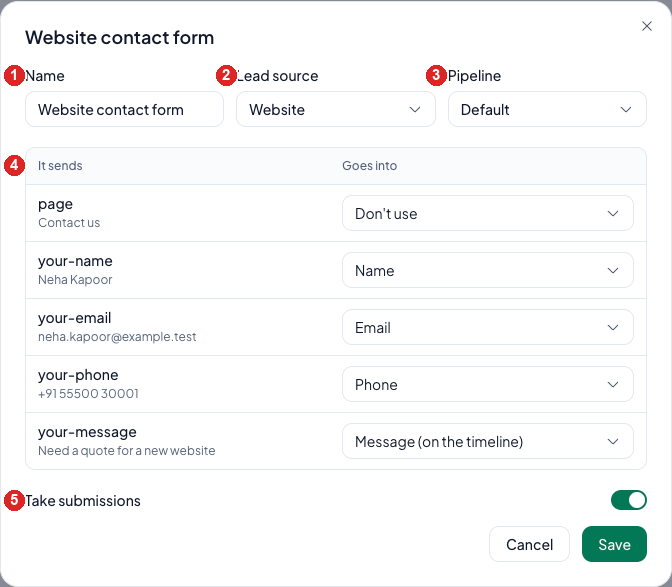 Website contact form
1 Name
2 Lead source
3 Pipeline
Website contact form
Website
Default
4 It sends
Goes into
page
Contact us
Don't use
your-name
Neha Kapoor
Name
your-email
neha.kapoor@example.test
Email
your-phone
+91 55500 30001
Phone
your-message
Need a quote for a new website
Message (on the timeline)
5 Take submissions
Cancel
Save